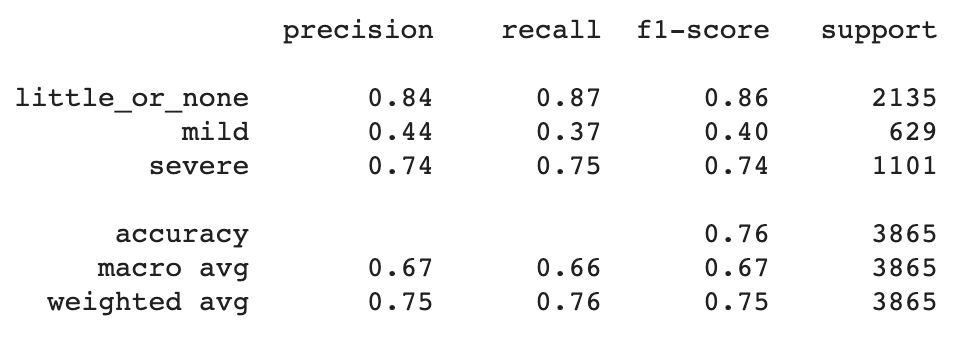 precision recall f1-score support
little_or_none 0.84 0.87 0.86 2135
mild 0.44 0.37 0.40 629
severe 0.74 0.75 0.74 1101
accuracy 0.76 3865
macro avg 0.67 0.66 0.67 3865
weighted avg 0.75 0.76 0.75 3865